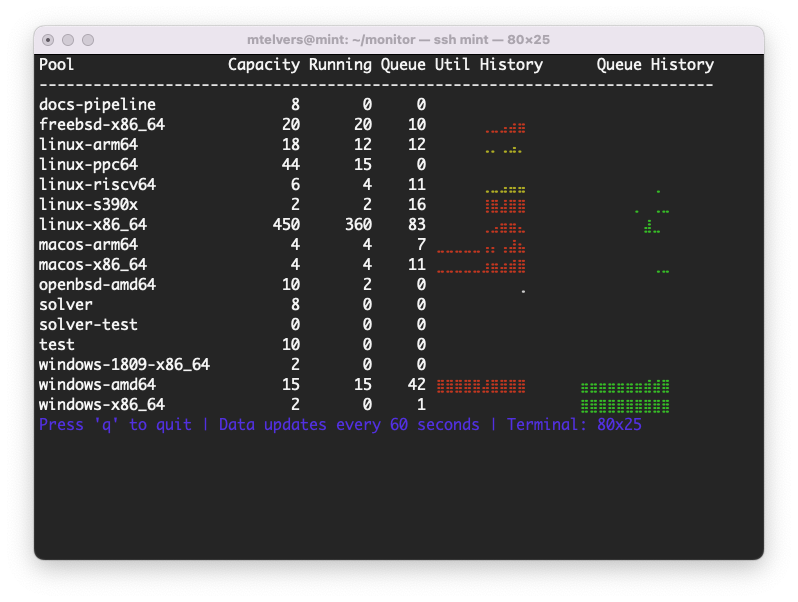 mtelvers@mint: ~/monitor — ssh mint — 80×25
Pool Capacity Running Queue Util History Queue History
---------------------------------------------------------------------------
docs-pipeline 8 0 0
freebsd-x86_64 20 20 10
linux-arm64 18 12 12
linux-ppc64 44 15 0
linux-riscv64 6 4 11
linux-s390x 2 2 16
linux-x86_64 450 360 83
macos-arm64 4 4 7
macos-x86_64 4 4 11
openbsd-amd64 10 2 0
solver 8 0 0
solver-test 0 0 0
test 10 0 0
windows-1809-x86_64 2 0 0
windows-amd64 15 15 42
windows-x86_64 2 0 1
Press 'q' to quit | Data updates every 60 seconds | Terminal: 80x25